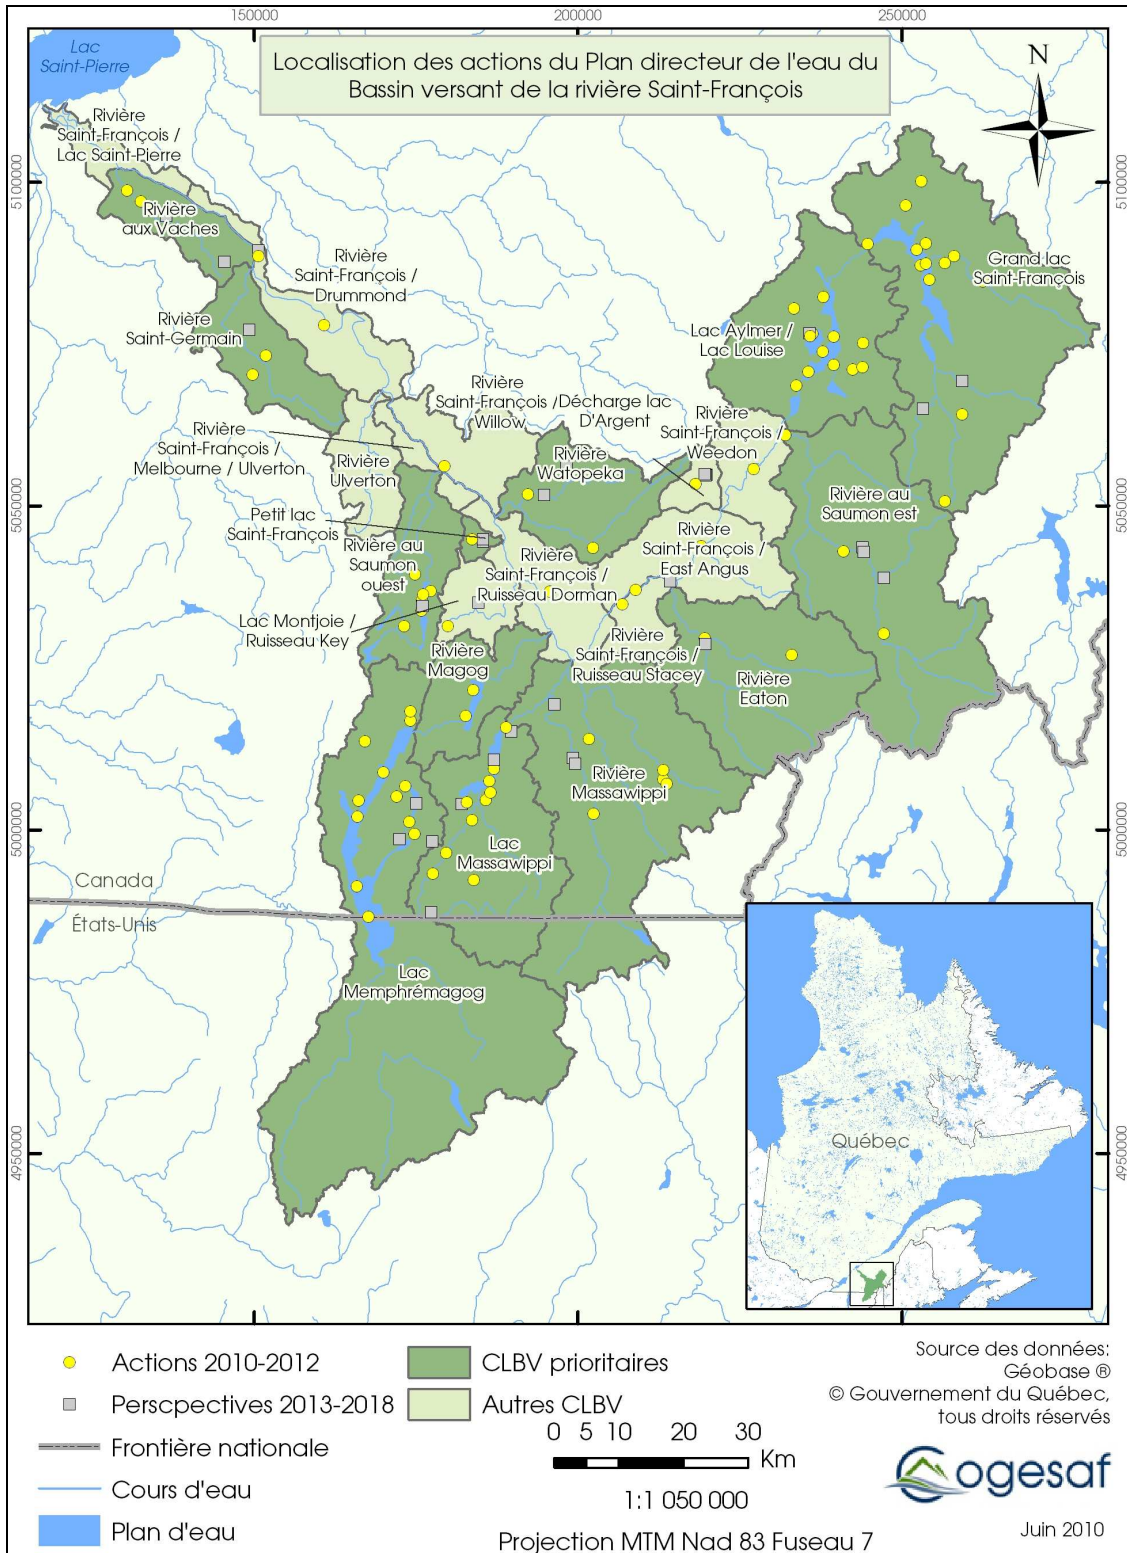 150000
200000
250000
Lac
Saint-Pierre
Localisation des actions du Plan directeur de l'eau du
Bassin versant de la rivière Saint-François
N
Rivière
Saint-François /
Lac Saint-Pierre
5100000
5100000
Rivière
aux Vaches
Rivière
Saint-François /
Drummond
Grand lac
Saint-François
Rivière
Saint-Germain
Lac Aylmer /
Lac Louise
Rivière
Saint-François /
Willow
Décharge lac
D'Argent
Rivière
Saint-François /
Weedon
Rivière
Saint-François /
Melbourne / Ulverton
Rivière
Ulverton
Rivière
Watopeka
5050000
5050000
Rivière au
Saumon est
Petit lac
Saint-François
Rivière au
Saumon
ouest
Rivière
Saint-François /
Ruisseau Dorman
Rivière
Saint-François /
East Angus
Lac Montjoie /
Ruisseau Key
Rivière
Magog
Rivière
Saint-François /
Ruisseau Stacey
Rivière
Eaton
Rivière
Massawippi
5000000
5000000
Lac
Massawippi
Canada
États-Unis
Lac
Memphrémagog
Québec
4950000
4950000
Actions 2010-2012
Perscpectives 2013-2018
Frontière nationale
Cours d'eau
Plan d'eau
CLBV prioritaires
Autres CLBV
0 5 10 20 30
Km
1:1 050 000
Projection MTM Nad 83 Fuseau 7
Source des données:
Géobase ®
© Gouvernement du Québec,
tous droits réservés
Cogesaf
Juin 2010